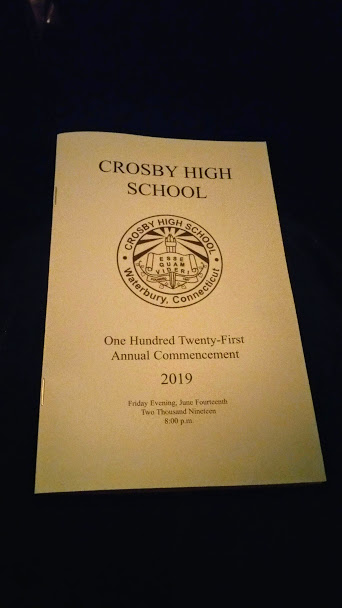 CROSBY HIGH
SCHOOL
CROSBY HIGH SCHOOL
ESSE
QUAM
VIDERI
Waterbury, Connecticut
One Hundred Twenty-First
Annual Commencement
2019
Friday Evening, June Fourteenth
Two Thousand Nineteen
8:00 p.m